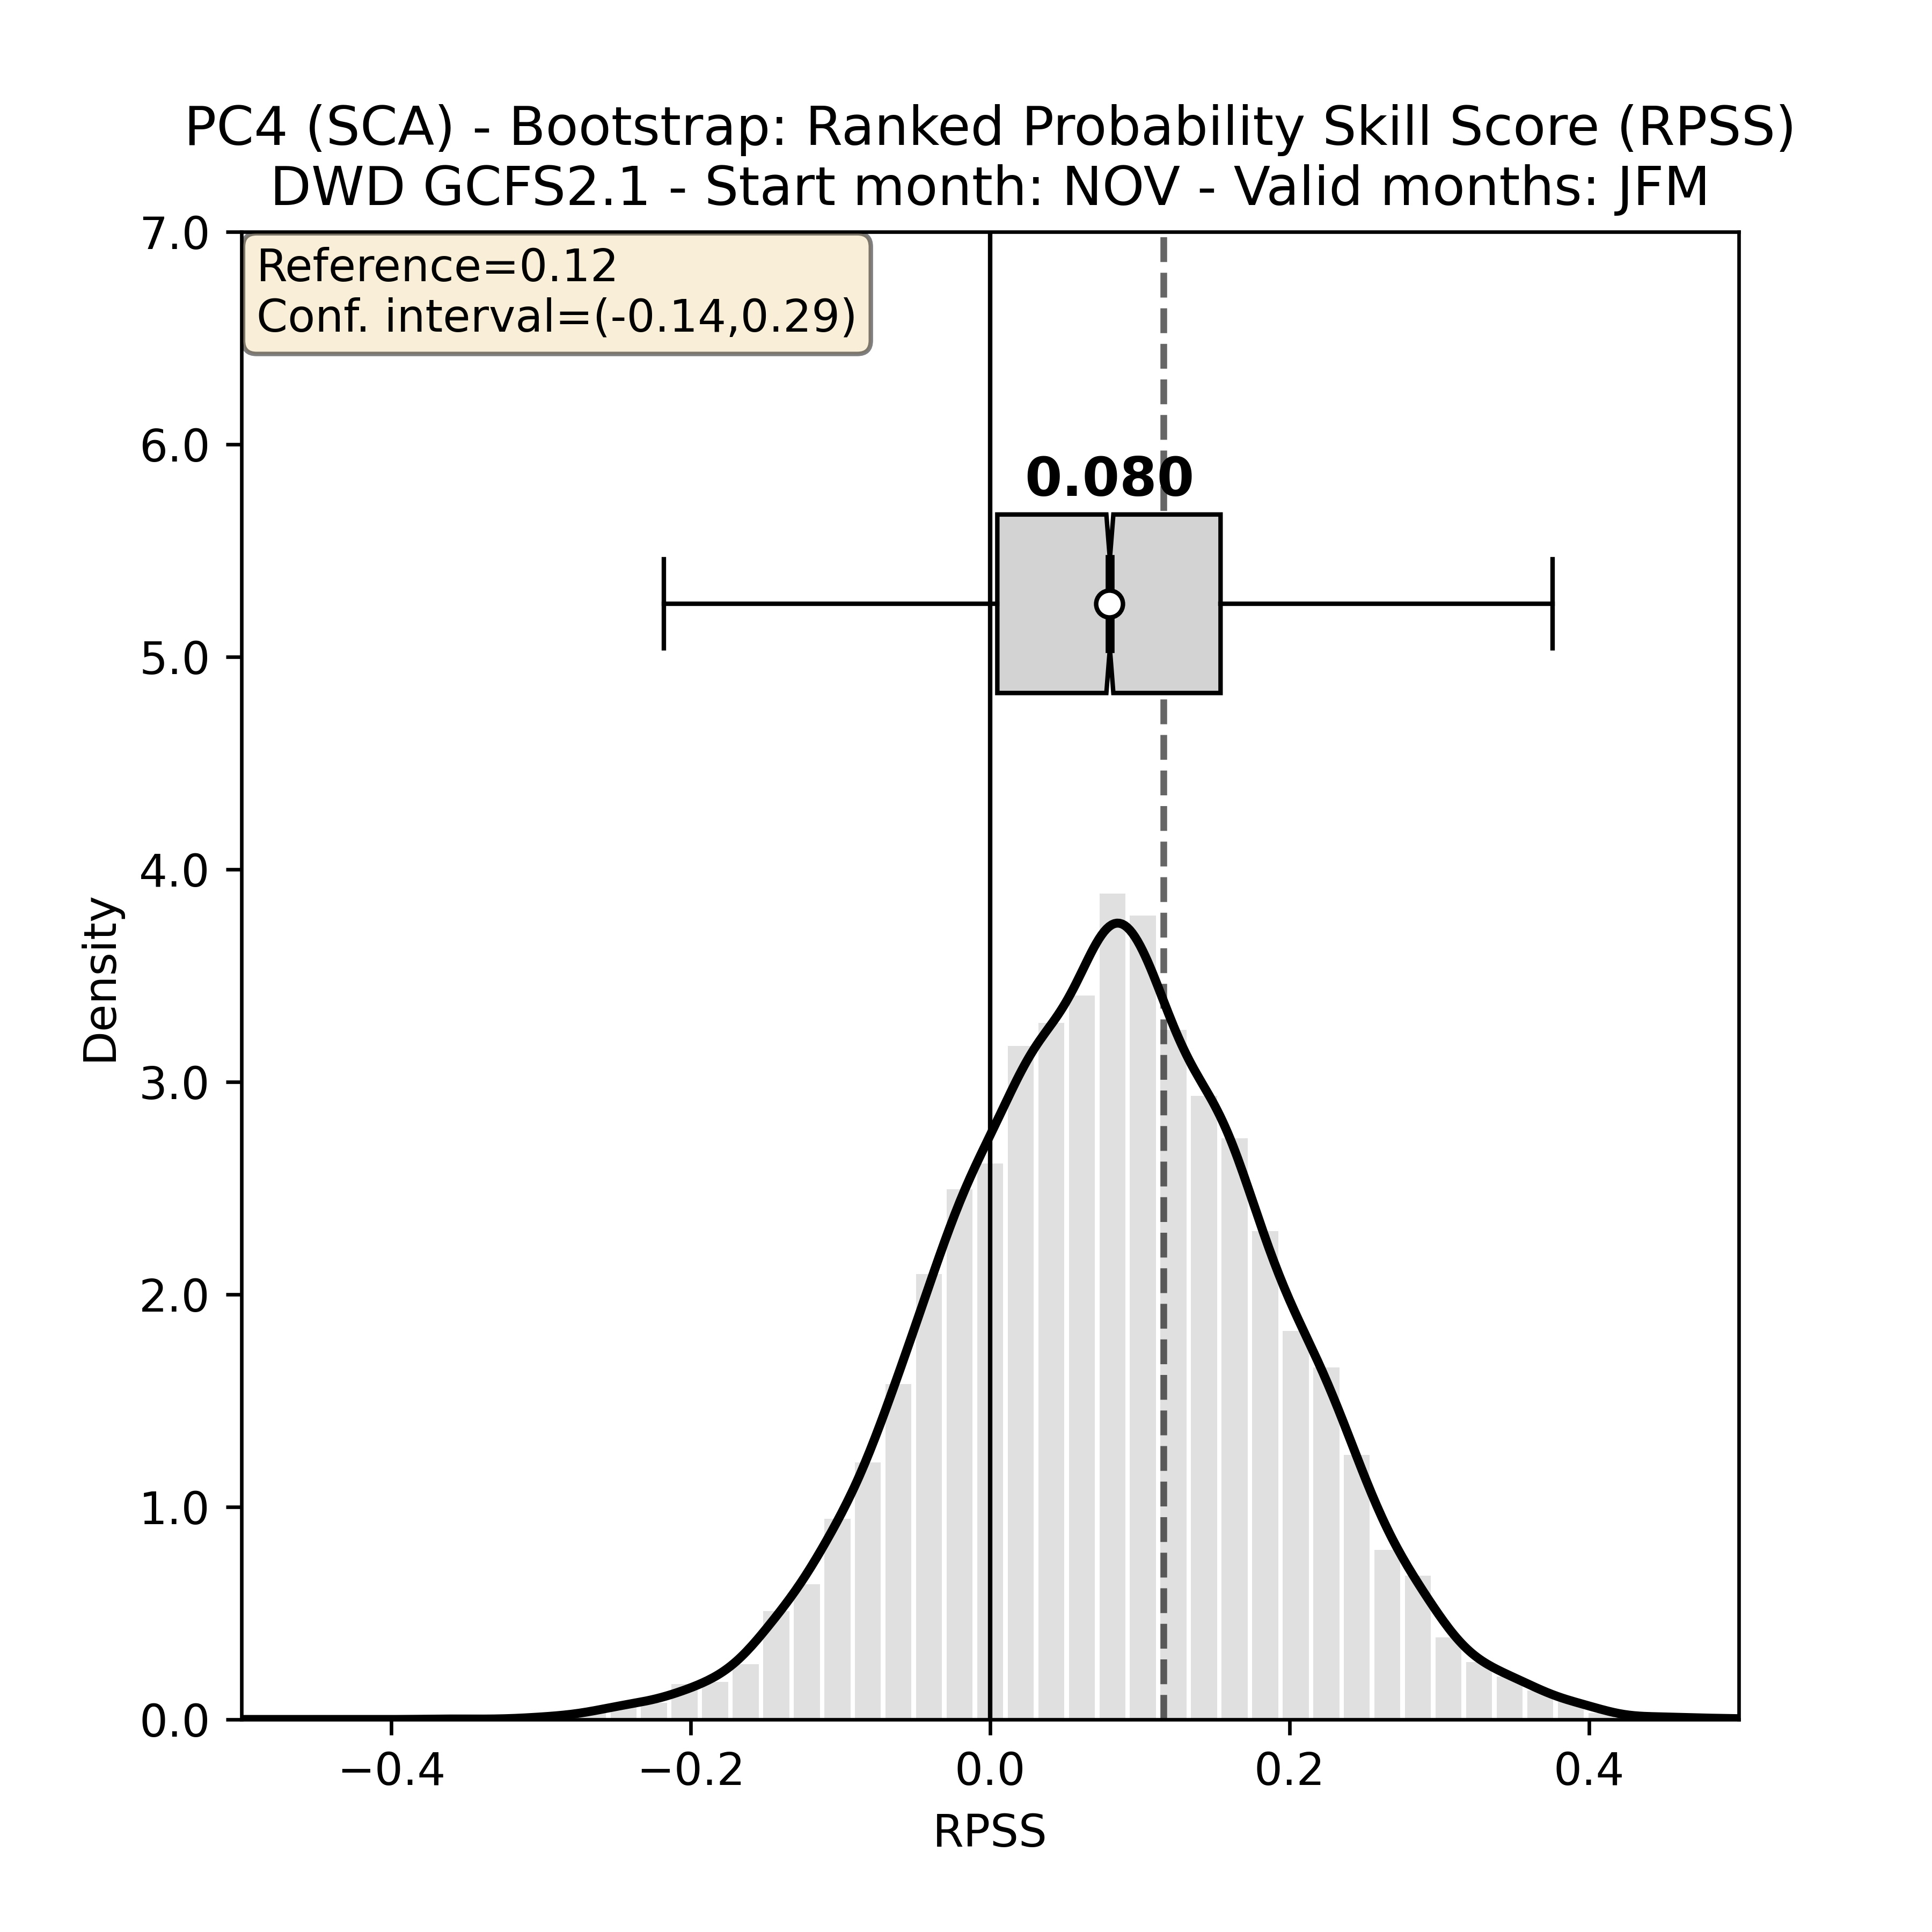 PC4 (SCA) - Bootstrap: Ranked Probability Skill Score (RPSS)
DWD GCFS2.1 - Start month: NOV - Valid months: JFM
Reference=0.12
Conf. interval=(-0.14,0.29)
0.080
7.0
6.0
5.0
4.0
3.0
2.0
1.0
0.0
Density
−0.4
−0.2
0.0
0.2
0.4
RPSS